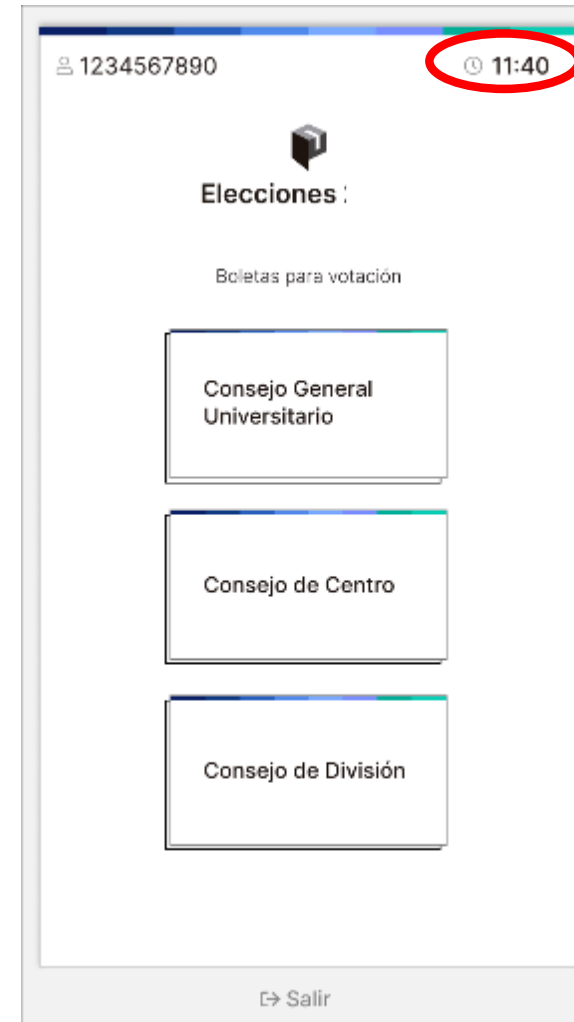 1234567890
11:40
Elecciones
Boletas para votación
Consejo General
Universitario
Consejo de Centro
Consejo de División
Salir